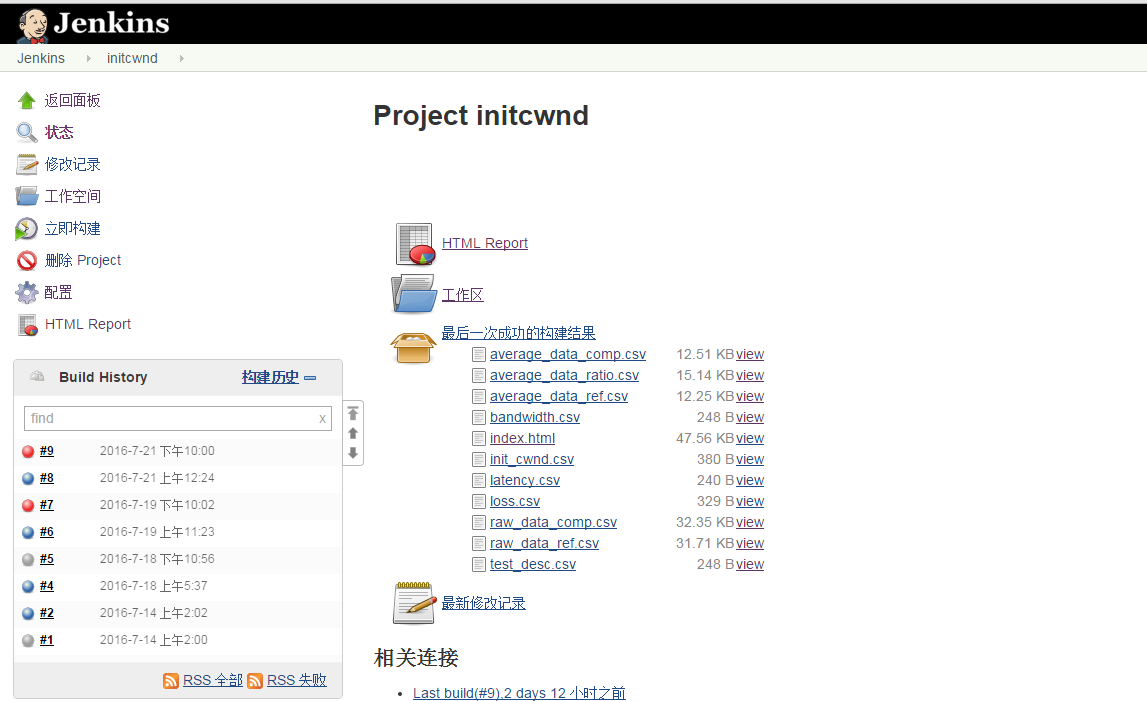 Jenkins
Jenkins initcwnd
返回面板
状态
修改记录
工作空间
立即构建
删除 Project
配置
HTML Report
Build History 构建历史
find x
#9 2016-7-21 下午10:00
#8 2016-7-21 上午12:24
#7 2016-7-19 下午10:02
#6 2016-7-19 上午11:23
#5 2016-7-18 下午10:56
#4 2016-7-18 上午5:37
#2 2016-7-14 上午2:02
#1 2016-7-14 上午2:00
RSS 全部 RSS 失败
Project initcwnd
HTML Report
工作区
最后一次成功的构建结果
average_data_comp.csv 12.51 KB view
average_data_ratio.csv 15.14 KB view
average_data_ref.csv 12.25 KB view
bandwidth.csv 248 B view
index.html 47.56 KB view
init_cwnd.csv 380 B view
latency.csv 240 B view
loss.csv 329 B view
raw_data_comp.csv 32.35 KB view
raw_data_ref.csv 31.71 KB view
test_desc.csv 248 B view
最新修改记录
相关连接
• Last build(#9),2 days 12 小时之前